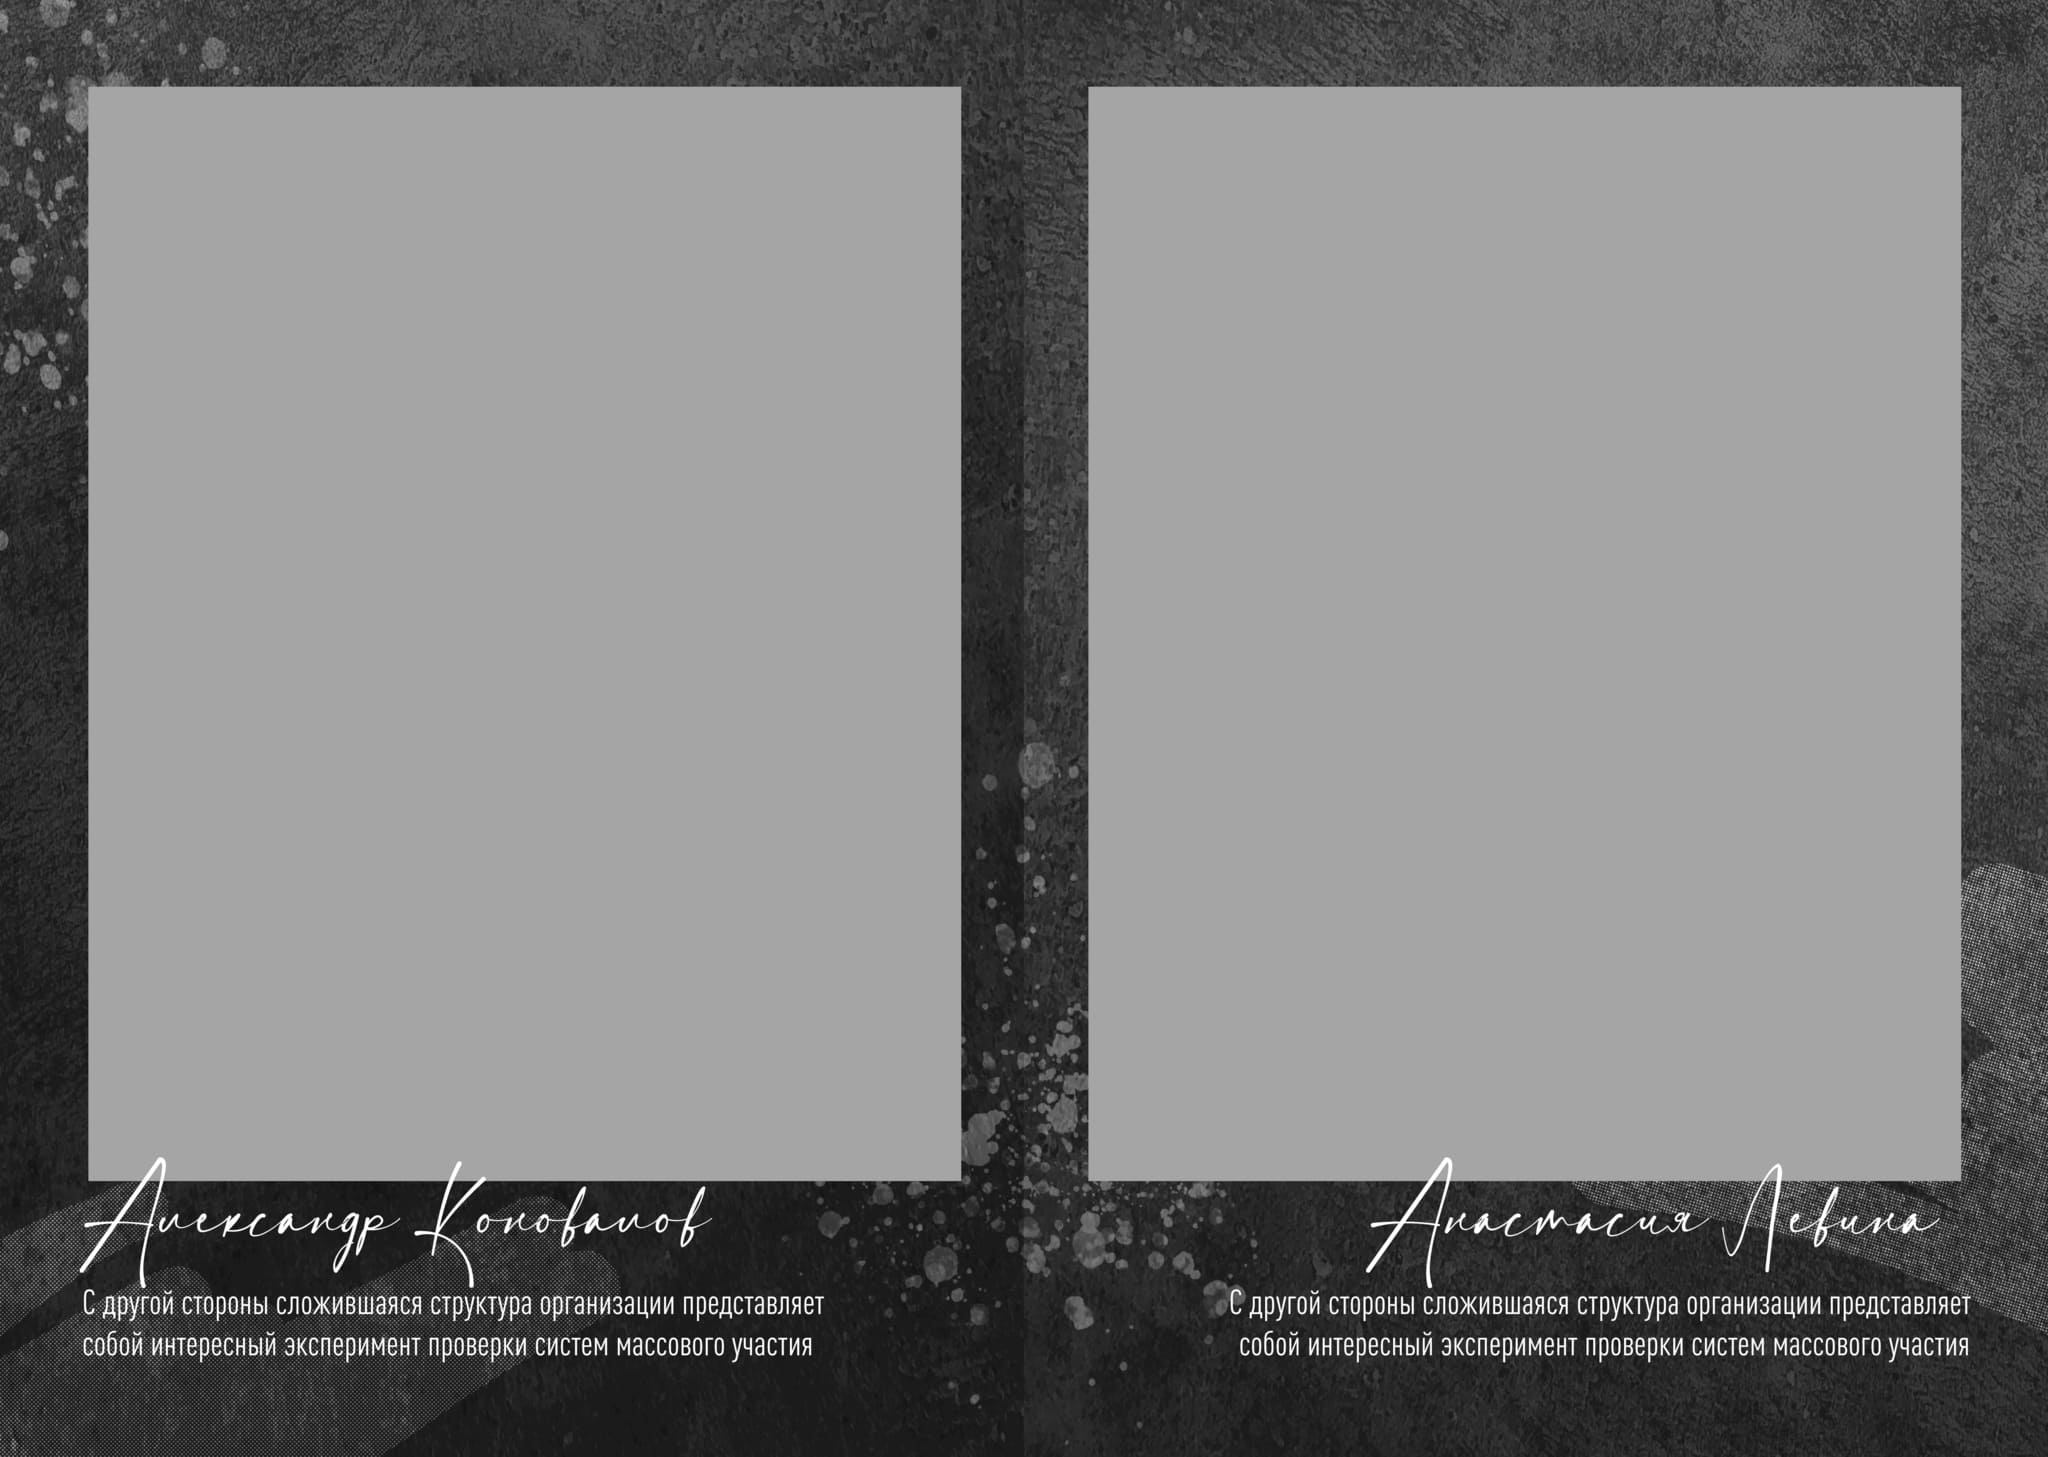 Александр Коновалов
С другой стороны сложившаяся структура организации представляет
собой интересный эксперимент проверки систем массового участия
Анастасия Левина
С другой стороны сложившаяся структура организации представляет
собой интересный эксперимент проверки систем массового участия